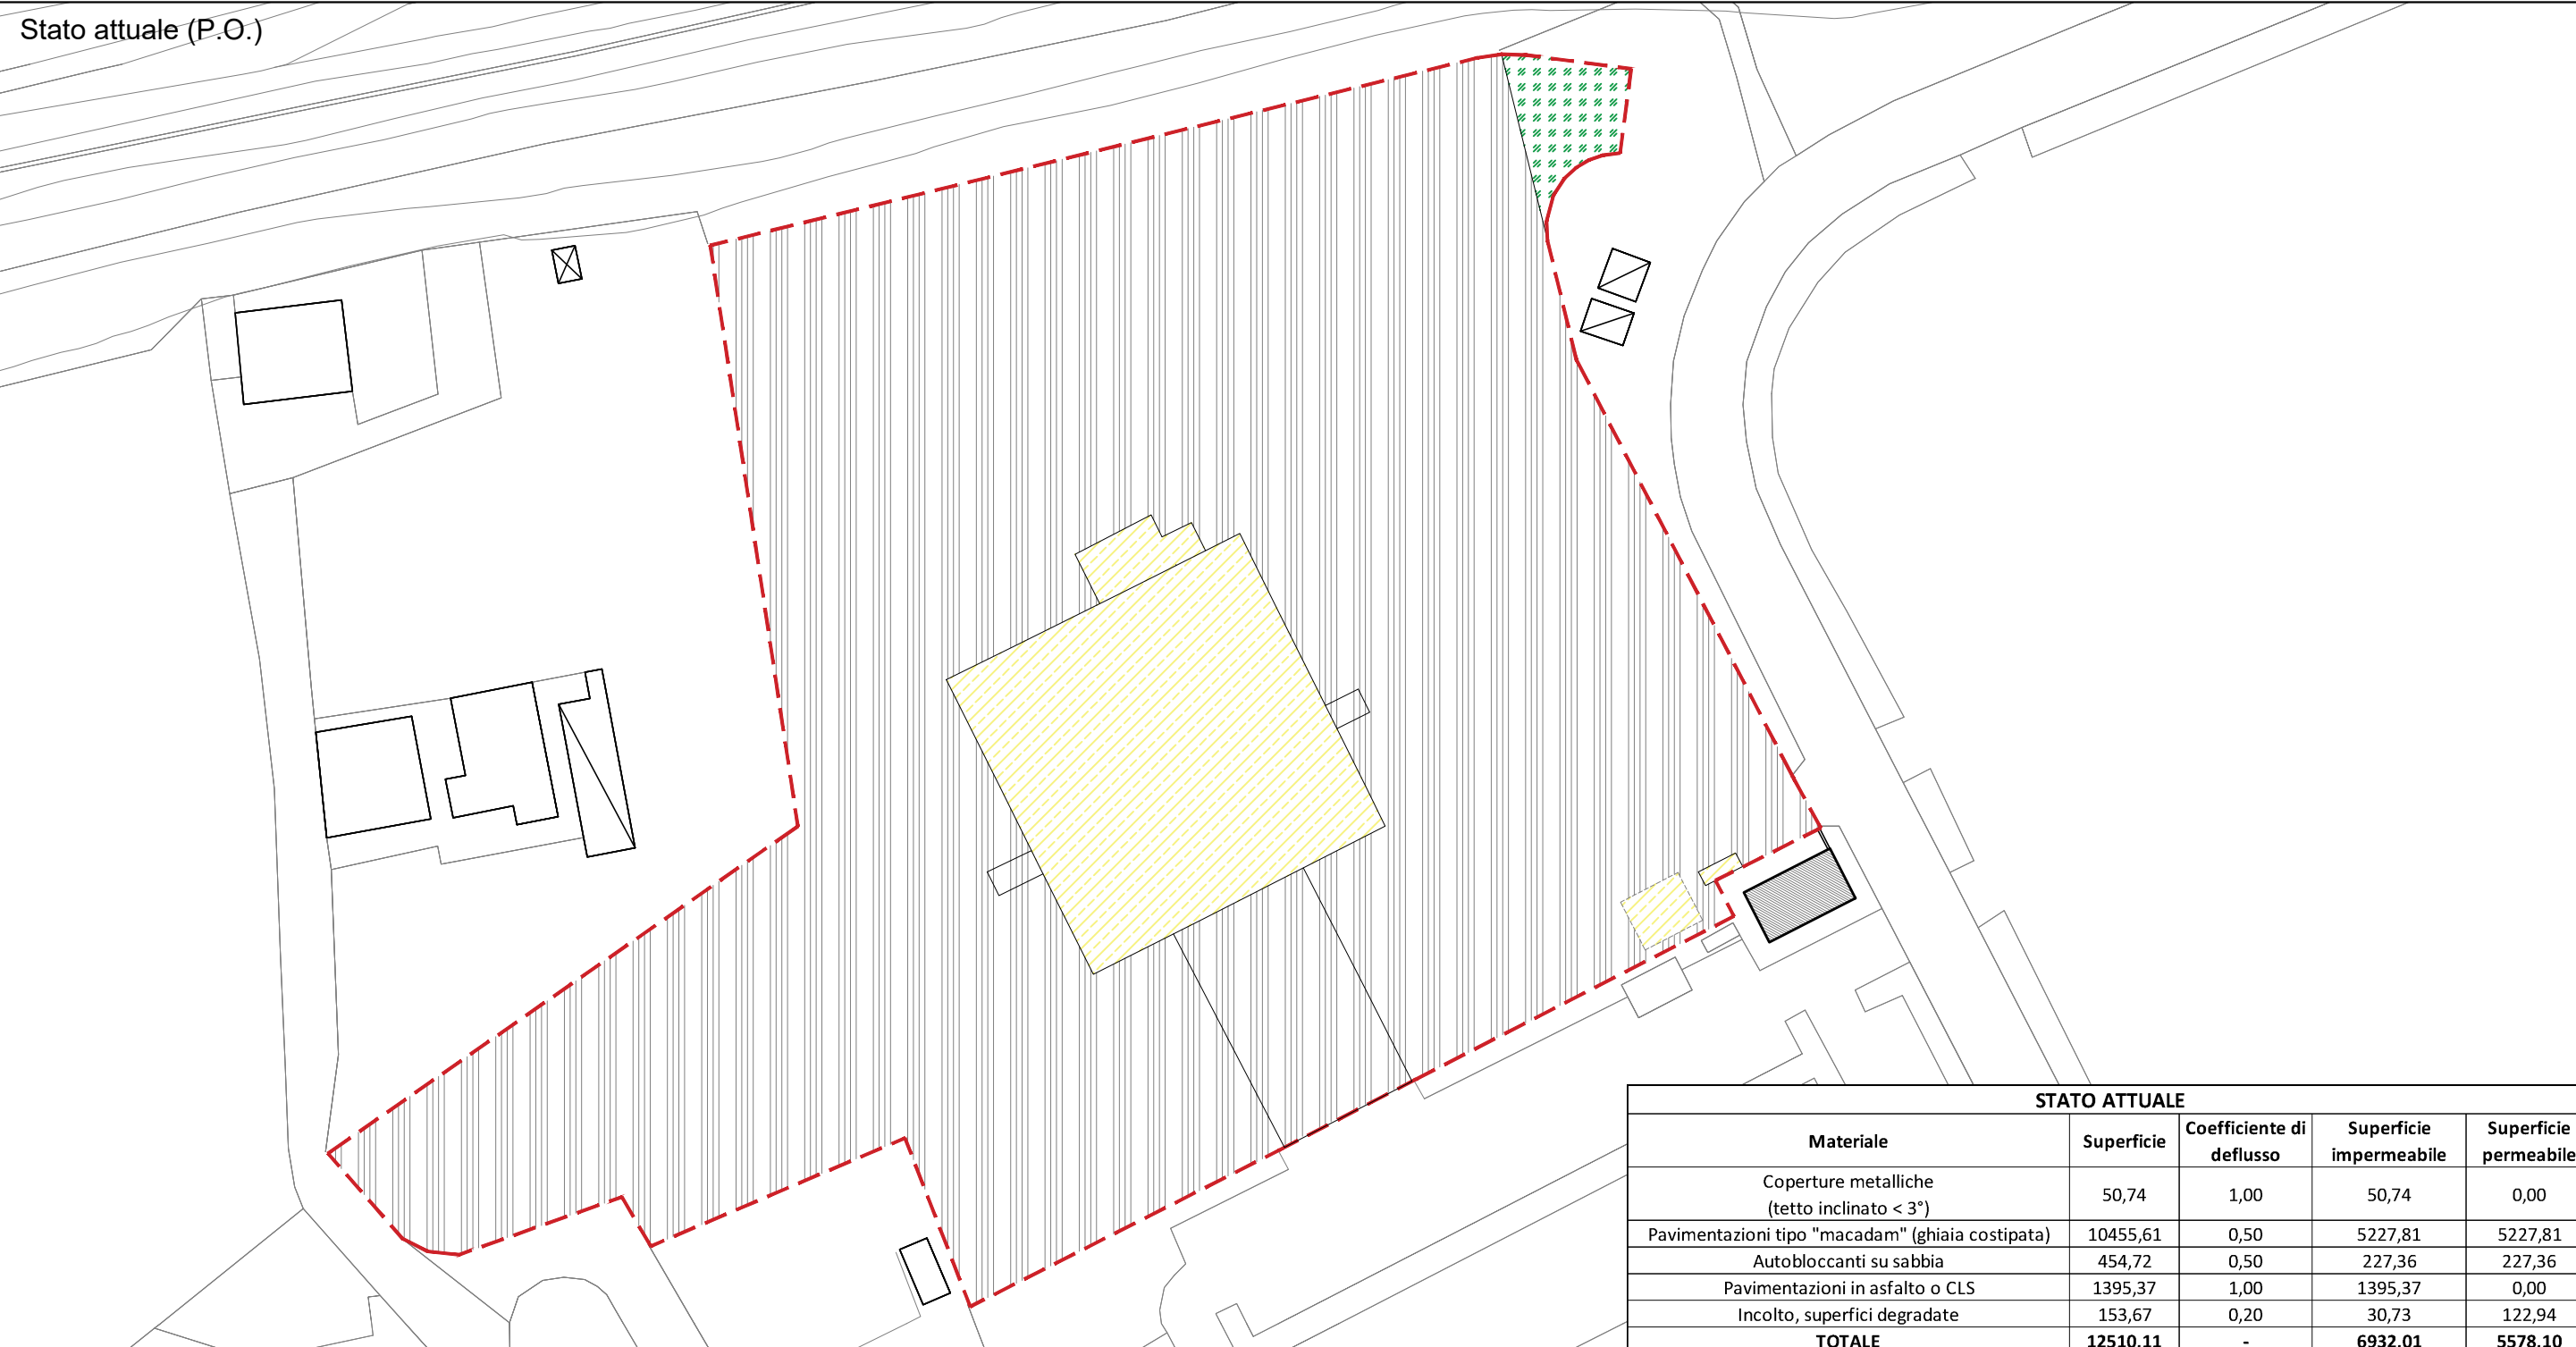 Stato attuale (P.O.)
STATO ATTUALE
Materiale Superficie Coefficiente di deflusso Superficie impermeabile Superficie permeabile
Coperture metalliche (tetto inclinato < 3°) 50,74 1,00 50,74 0,00
Pavimentazioni tipo "macadam" (ghiaia costipata) 10455,61 0,50 5227,81 5227,81
Autobloccanti su sabbia 454,72 0,50 227,36 227,36
Pavimentazioni in asfalto o CLS 1395,37 1,00 1395,37 0,00
Incolto, superfici degradate 153,67 0,20 30,73 122,94
TOTALE 12510,11 - 6932,01 5578,10